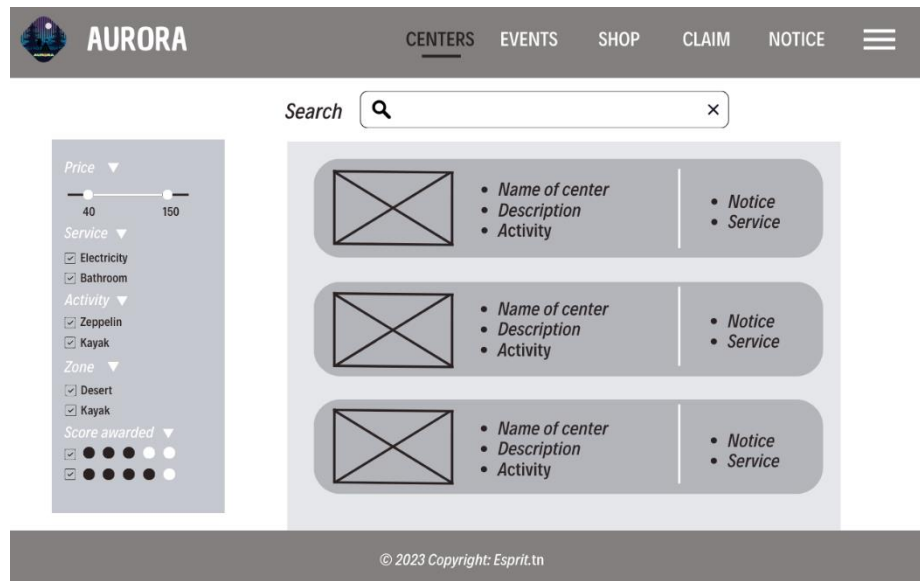 AURORA
CENTERS EVENTS SHOP CLAIM NOTICE
Search
Price
40 150
Service
Electricity
Bathroom
Activity
Zeppelin
Kayak
Zone
Desert
Kayak
Score awarded
• Name of center
• Description
• Activity
• Notice
• Service
• Name of center
• Description
• Activity
• Notice
• Service
• Name of center
• Description
• Activity
• Notice
• Service
© 2023 Copyright: Esprit.tn